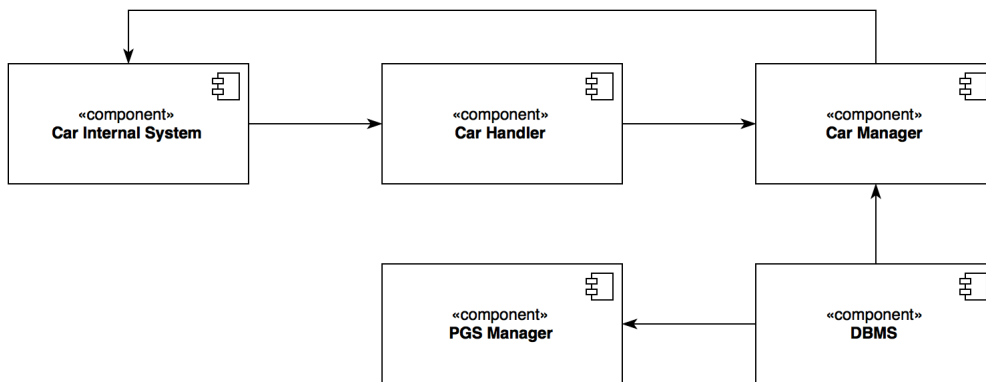 «component»
Car Internal System
«component»
Car Handler
«component»
Car Manager
«component»
PGS Manager
«component»
DBMS